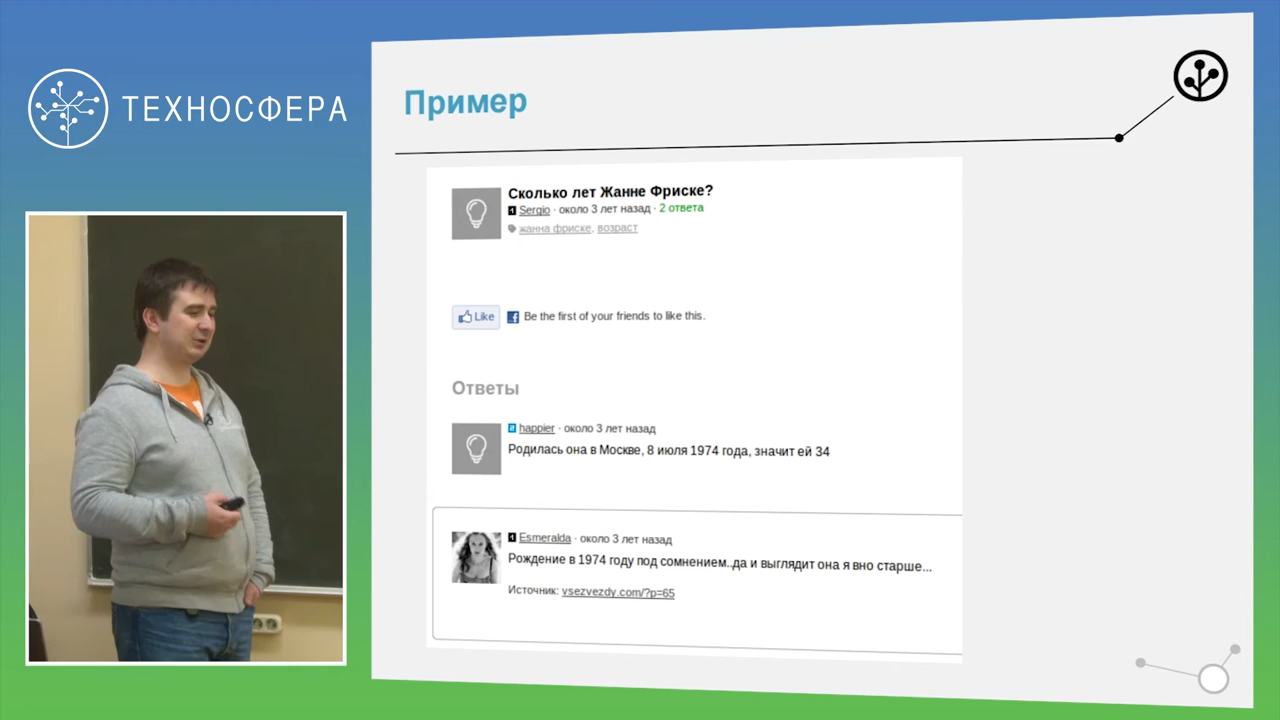 ТЕХНОСФЕРА
Пример
Сколько лет Жанне Фриске?
1 Sergio · около 3 лет назад · 2 ответа
жанна фриске, возраст
Like
Be the first of your friends to like this.
Ответы
happier · около 3 лет назад
Родилась она в Москве, 8 июля 1974 года, значит ей 34
1 Esmeralda · около 3 лет назад
Рождение в 1974 году под сомнением..да и выглядит она явно старше...
Источник: vsezvezdy.com/?p=65